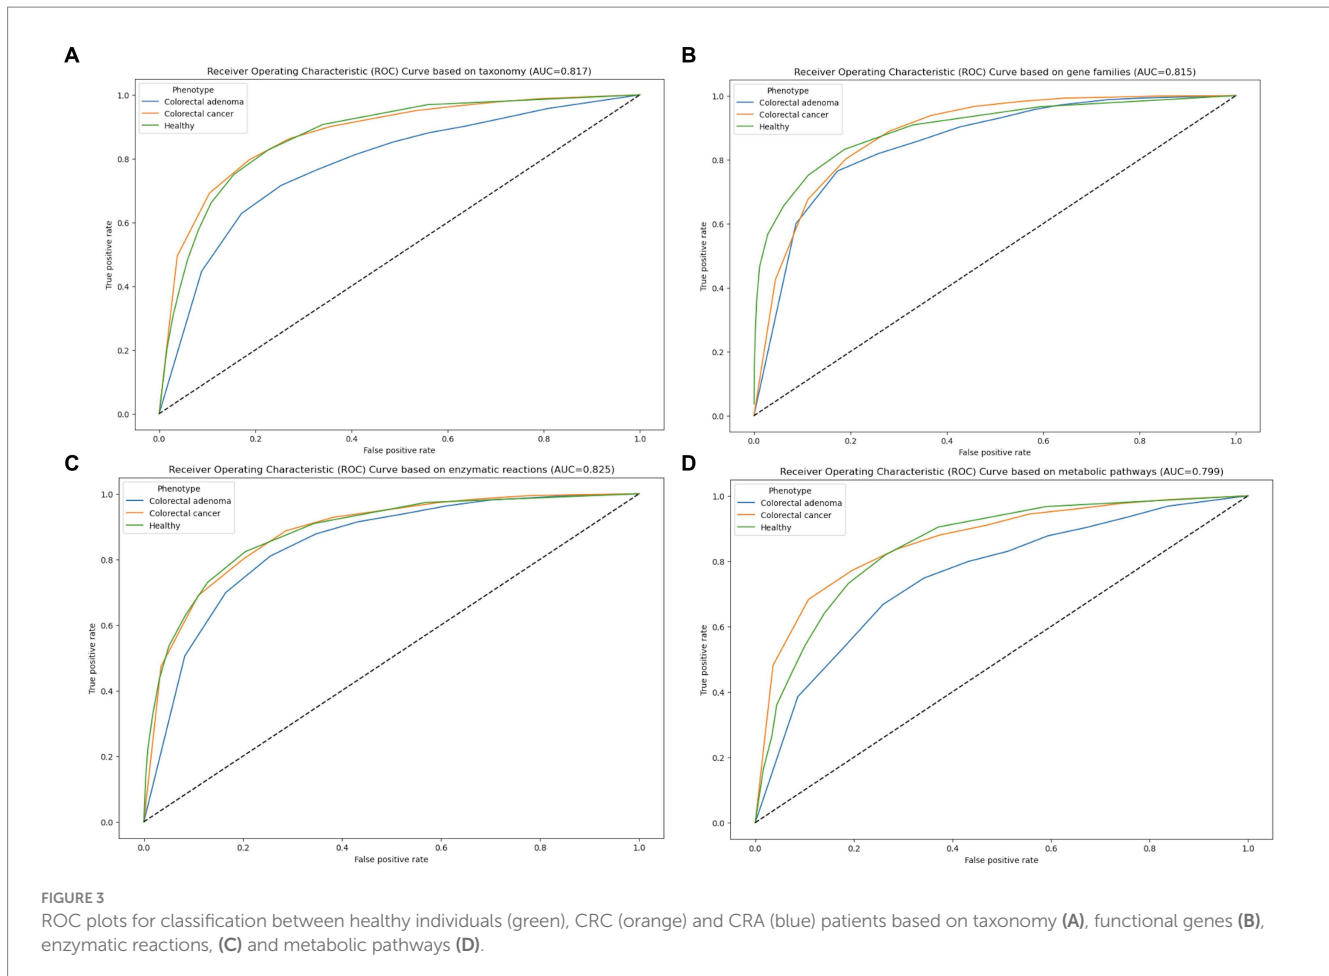 A
Receiver Operating Characteristic (ROC) Curve based on taxonomy (AUC=0.817)
Phenotype
Colorectal adenoma
Colorectal cancer
Healthy
True positive rate
1.0
0.8
0.6
0.4
0.2
0.0
0.0 0.2 0.4 0.6 0.8 1.0
False positive rate
B
Receiver Operating Characteristic (ROC) Curve based on gene families (AUC=0.815)
Phenotype
Colorectal adenoma
Colorectal cancer
Healthy
True positive rate
1.0
0.8
0.6
0.4
0.2
0.0
0.0 0.2 0.4 0.6 0.8 1.0
False positive rate
C
Receiver Operating Characteristic (ROC) Curve based on enzymatic reactions (AUC=0.825)
Phenotype
Colorectal adenoma
Colorectal cancer
Healthy
True positive rate
1.0
0.8
0.6
0.4
0.2
0.0
0.0 0.2 0.4 0.6 0.8 1.0
False positive rate
D
Receiver Operating Characteristic (ROC) Curve based on metabolic pathways (AUC=0.799)
Phenotype
Colorectal adenoma
Colorectal cancer
Healthy
True positive rate
1.0
0.8
0.6
0.4
0.2
0.0
0.0 0.2 0.4 0.6 0.8 1.0
False positive rate
FIGURE 3
ROC plots for classification between healthy individuals (green), CRC (orange) and CRA (blue) patients based on taxonomy (A), functional genes (B),
enzymatic reactions, (C) and metabolic pathways (D).